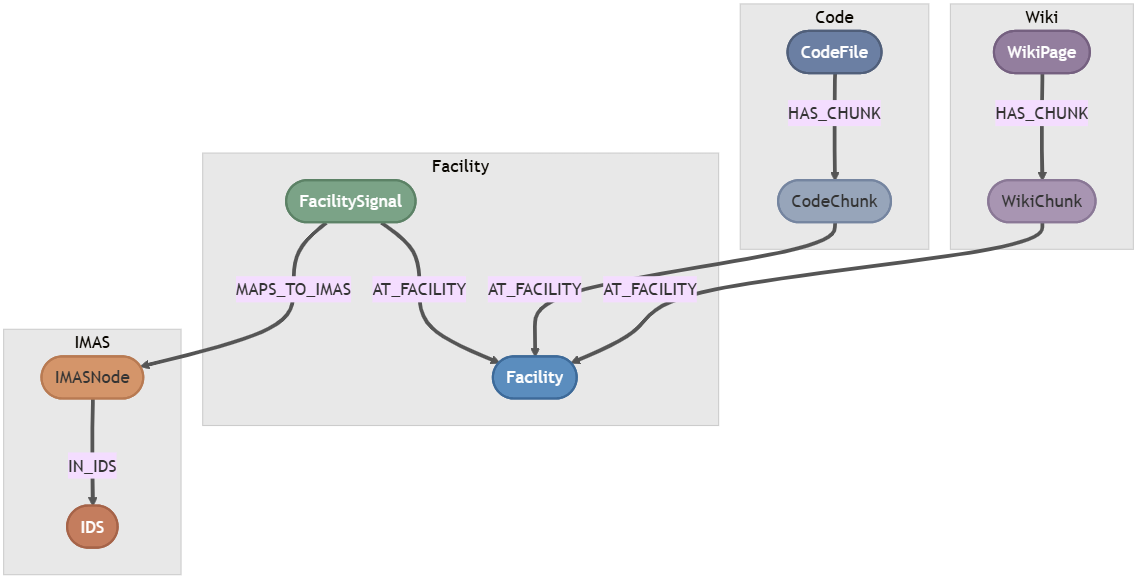 Code
Wiki
CodeFile
WikiPage
HAS_CHUNK
HAS_CHUNK
Facility
FacilitySignal
CodeChunk
WikiChunk
MAPS_TO_IMAS
AT_FACILITY
AT_FACILITY
AT_FACILITY
IMAS
IMASNode
Facility
IN_IDS
IDS